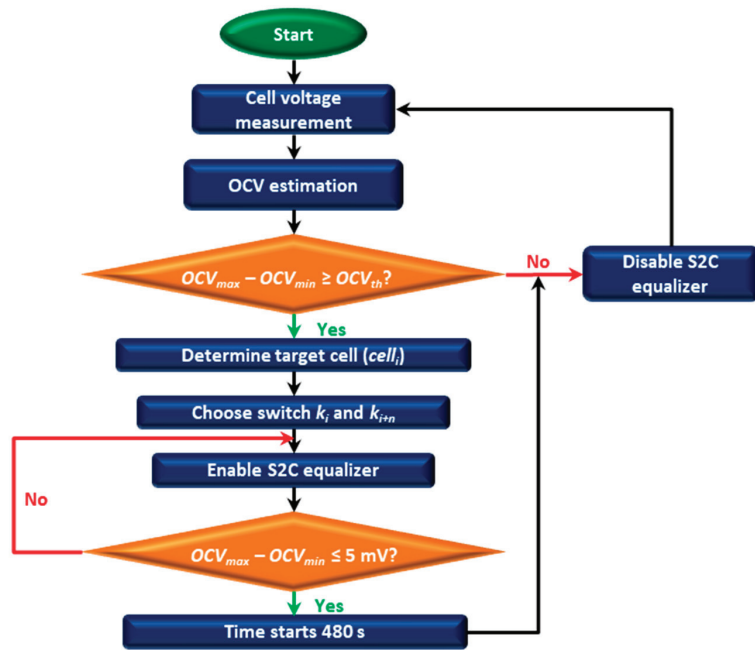 Start
Cell voltage
measurement
OCV estimation
OCVmax – OCVmin ≥ OCVth?
No
Disable S2C
equalizer
Yes
Determine target cell (celli)
Choose switch ki and ki+n
Enable S2C equalizer
No
OCVmax – OCVmin ≤ 5 mV?
Yes
Time starts 480 s